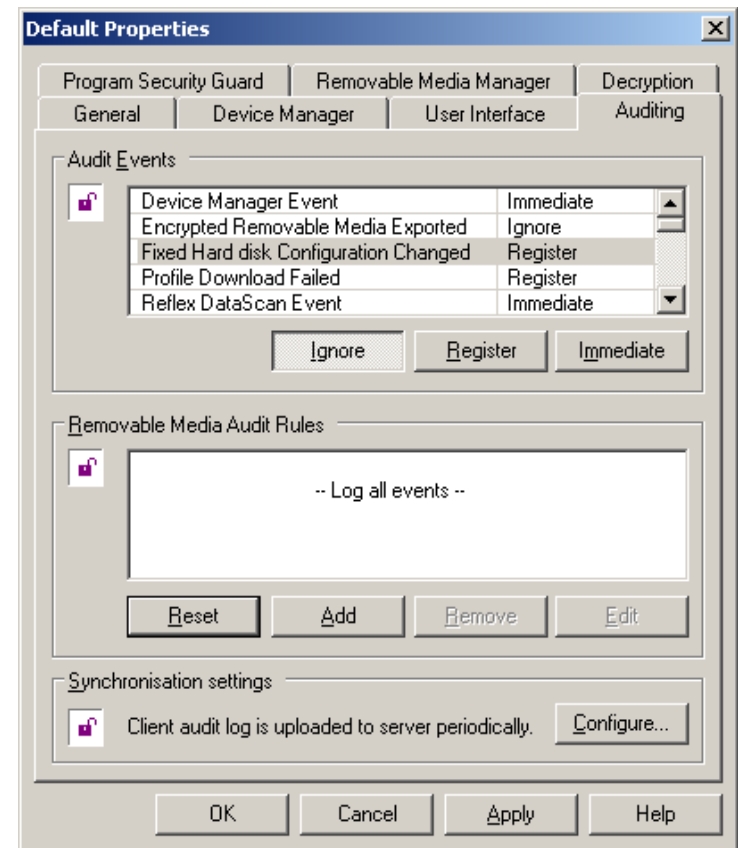 Default Properties
Program Security Guard Removable Media Manager Decryption
General Device Manager User Interface Auditing
Audit Events
Device Manager Event Immediate
Encrypted Removable Media Exported Ignore
Fixed Hard disk Configuration Changed Register
Profile Download Failed Register
Reflex DataScan Event Immediate
Ignore Register Immediate
Removable Media Audit Rules
-- Log all events --
Reset Add Remove Edit
Synchronisation settings
Client audit log is uploaded to server periodically. Configure...
OK Cancel Apply Help